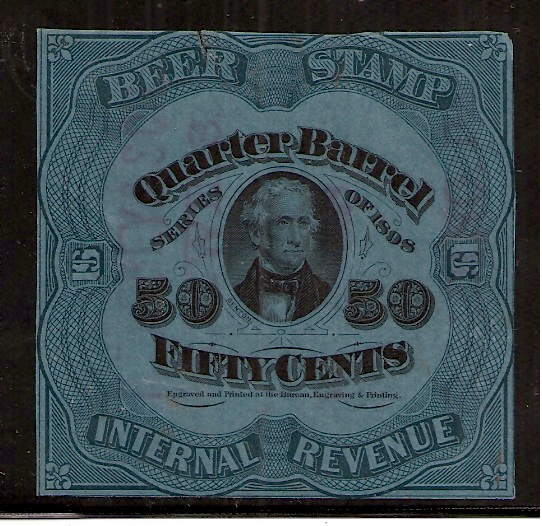 BEER STAMP
Quarter Barrel
SERIES OF 1898
50 50
BENTON
FIFTY CENTS
Engraved and Printed at the Bureau, Engraving & Printing.
INTERNAL REVENUE